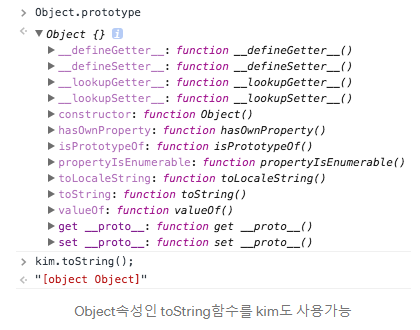 > Object.prototype
< ▼ Object {} i
▶ __defineGetter__: function __defineGetter__()
▶ __defineSetter__: function __defineSetter__()
▶ __lookupGetter__: function __lookupGetter__()
▶ __lookupSetter__: function __lookupSetter__()
▶ constructor: function Object()
▶ hasOwnProperty: function hasOwnProperty()
▶ isPrototypeOf: function isPrototypeOf()
▶ propertyIsEnumerable: function propertyIsEnumerable()
▶ toLocaleString: function toLocaleString()
▶ toString: function toString()
▶ valueOf: function valueOf()
▶ get __proto__: function get __proto__()
▶ set __proto__: function set __proto__()
> kim.toString();
< "[object Object]"
Object속성인 toString함수를 kim도 사용가능